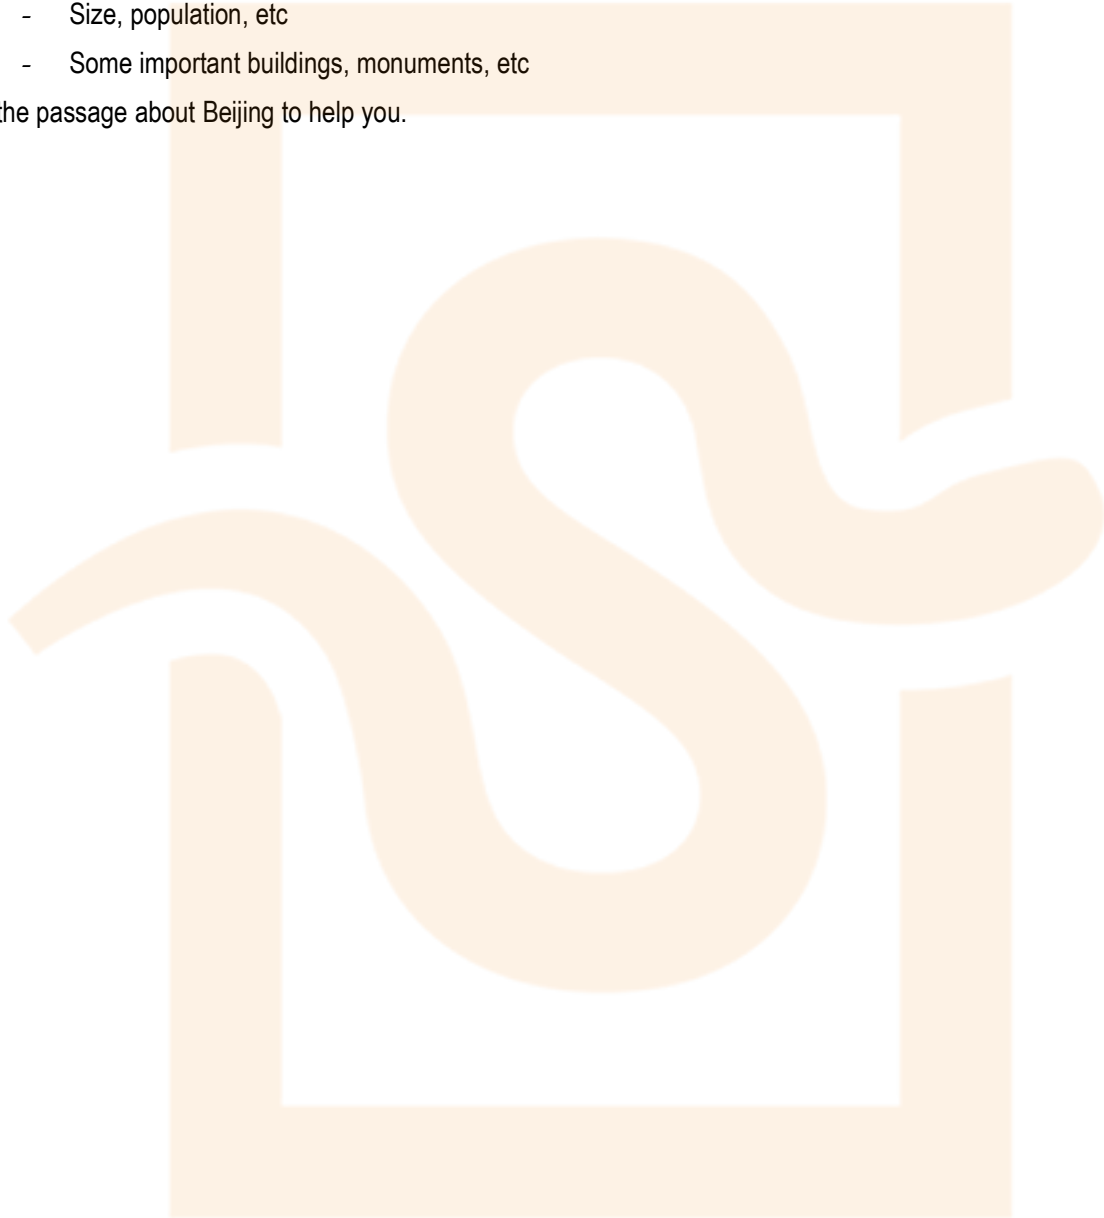 - Size, population, etc
- Some important buildings, monuments, etc
the passage about Beijing to help you.